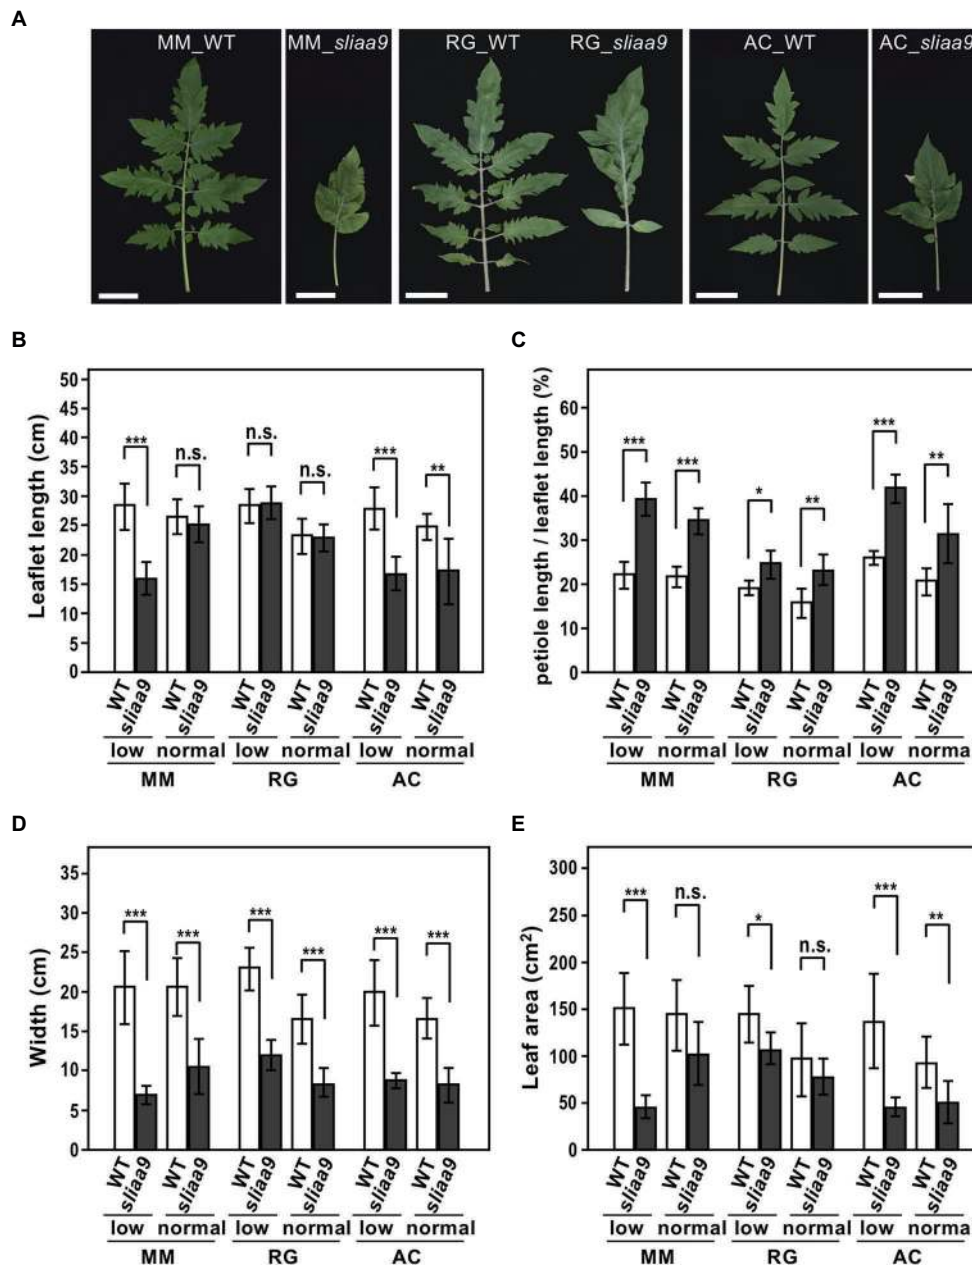 A
MM_WT
MM_sliaa9
RG_WT
RG_sliaa9
AC_WT
AC_sliaa9
B
Leaflet length (cm)
50
45
40
35
30
25
20
15
10
5
0
***
n.s.
n.s.
n.s.
***
**
WT
sliaa9
WT
sliaa9
WT
sliaa9
WT
sliaa9
WT
sliaa9
WT
sliaa9
low
normal
low
normal
low
normal
MM
RG
AC
C
petiole length / leaflet length (%)
60
50
40
30
20
10
0
***
***
*
**
***
**
WT
sliaa9
WT
sliaa9
WT
sliaa9
WT
sliaa9
WT
sliaa9
WT
sliaa9
low
normal
low
normal
low
normal
MM
RG
AC
D
Width (cm)
35
30
25
20
15
10
5
0
***
***
***
***
***
***
WT
sliaa9
WT
sliaa9
WT
sliaa9
WT
sliaa9
WT
sliaa9
WT
sliaa9
low
normal
low
normal
low
normal
MM
RG
AC
E
Leaf area (cm²)
300
250
200
150
100
50
0
***
n.s.
*
n.s.
***
**
WT
sliaa9
WT
sliaa9
WT
sliaa9
WT
sliaa9
WT
sliaa9
WT
sliaa9
low
normal
low
normal
low
normal
MM
RG
AC